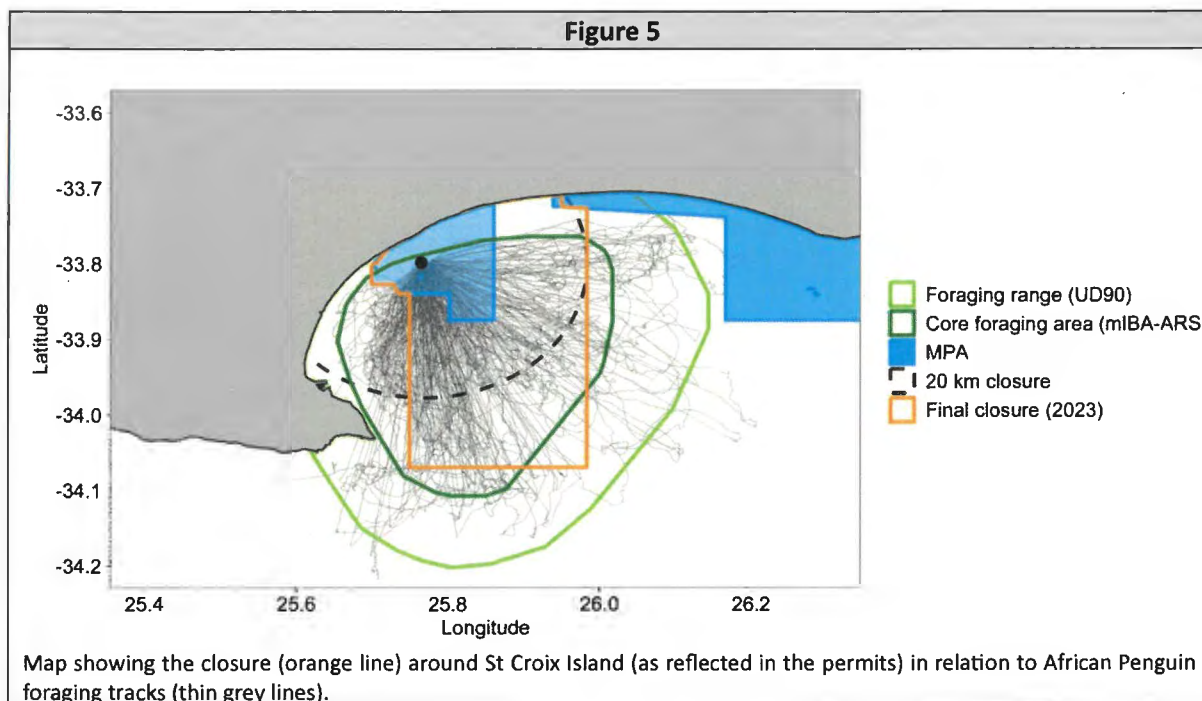 Figure 5
-33.6
-33.7
-33.8
-33.9
-34.0
-34.1
-34.2
Latitude
25.4
25.6
25.8
26.0
26.2
Longitude
Foraging range (UD90)
Core foraging area (mIBA-ARS
MPA
20 km closure
Final closure (2023)
Map showing the closure (orange line) around St Croix Island (as reflected in the permits) in relation to African Penguin
foraging tracks (thin grey lines).